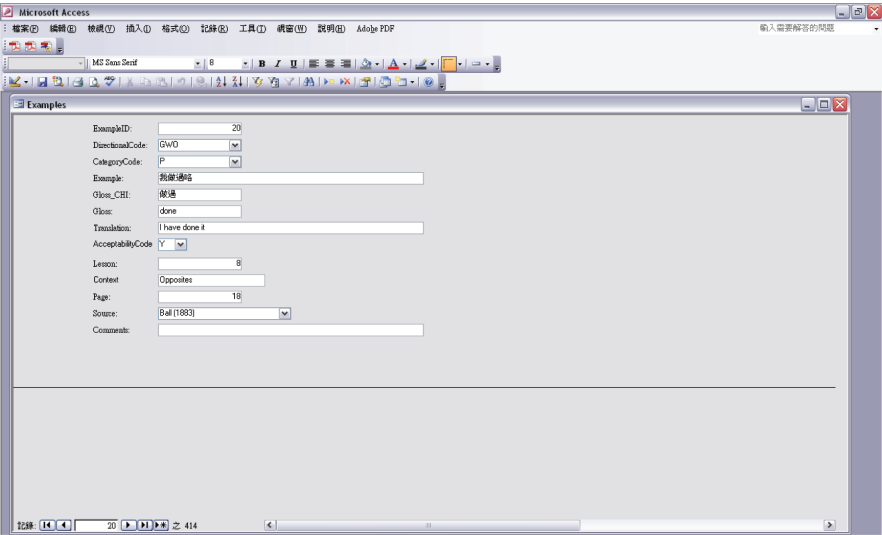 Microsoft Access
檔案(F) 編輯(E) 檢視(V) 插入(I) 格式(O) 記錄(R) 工具(T) 視窗(W) 說明(H) Adobe PDF 輸入需要解答的問題
MS Sans Serif 8 B I U
Examples
ExampleID: 20
DirectionalCode: GWO
CategoryCode: P
Example: 我做過咯
Gloss_CHI: 做過
Gloss: done
Translation: I have done it
AcceptabilityCode Y
Lesson: 8
Context Opposites
Page: 18
Source: Ball (1883)
Comments:
記錄: 20 之 414